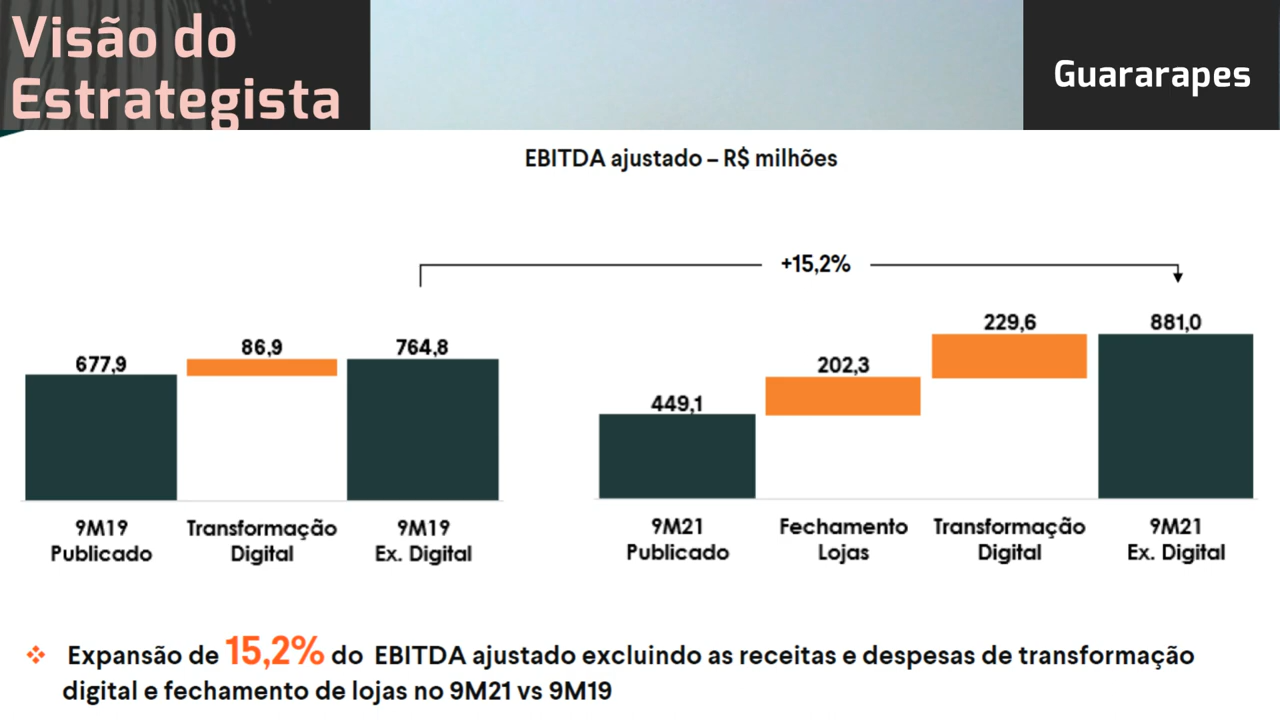 Visão do
Estrategista
Guararapes
EBITDA ajustado – R$ milhões
+15,2%
677,9
86,9
764,8
449,1
202,3
229,6
881,0
9M19
Publicado
Transformação
Digital
9M19
Ex. Digital
9M21
Publicado
Fechamento
Lojas
Transformação
Digital
9M21
Ex. Digital
Expansão de 15,2% do EBITDA ajustado excluindo as receitas e despesas de transformação
digital e fechamento de lojas no 9M21 vs 9M19